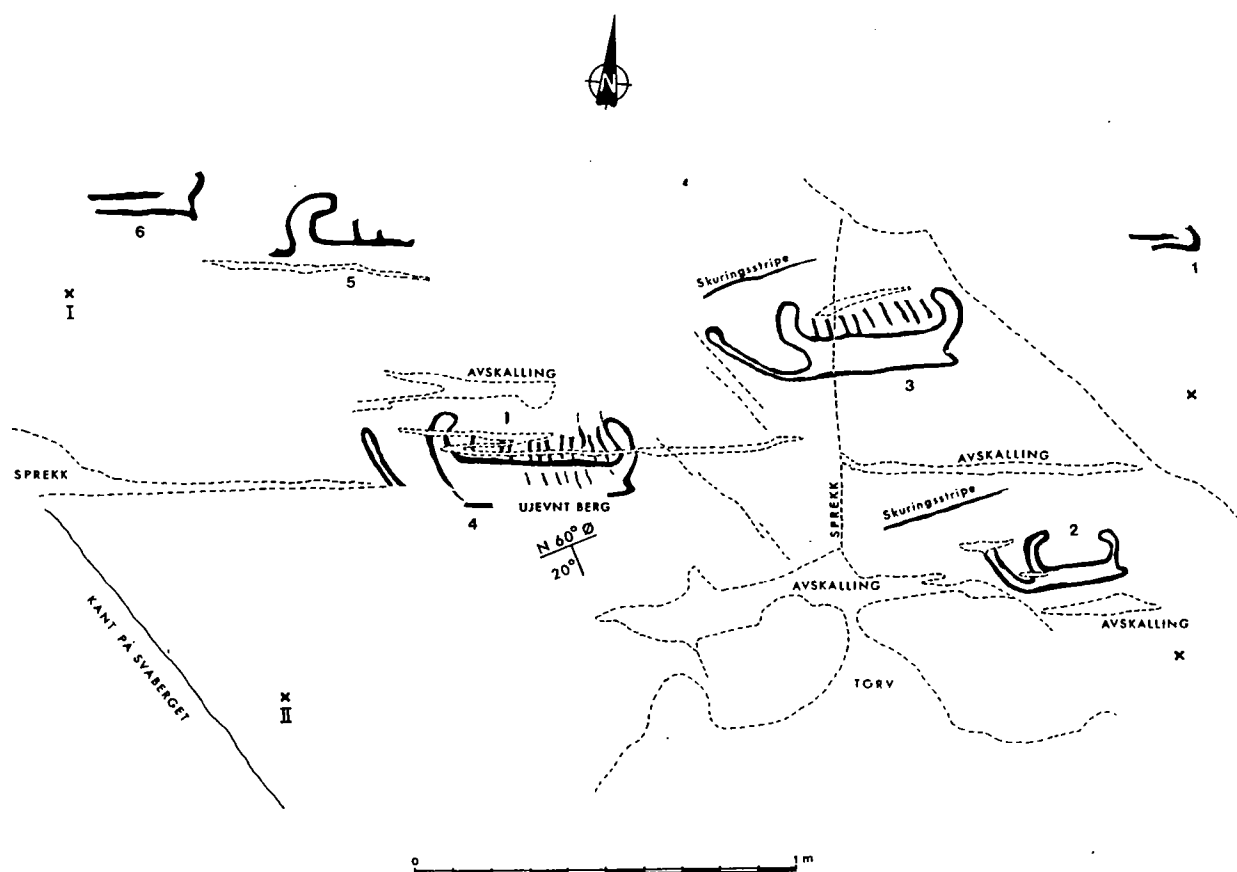 N
6
5
1
× I
Skuringsstripe
3
AVSKALLING
×
SPREKK
AVSKALLING
4
UJEVNT BERG
SPREKK
Skuringsstripe
2
N 60° Ø
20°
AVSKALLING
AVSKALLING
KANT PÅ SVABERGET
× II
TORV
×
0 1 m